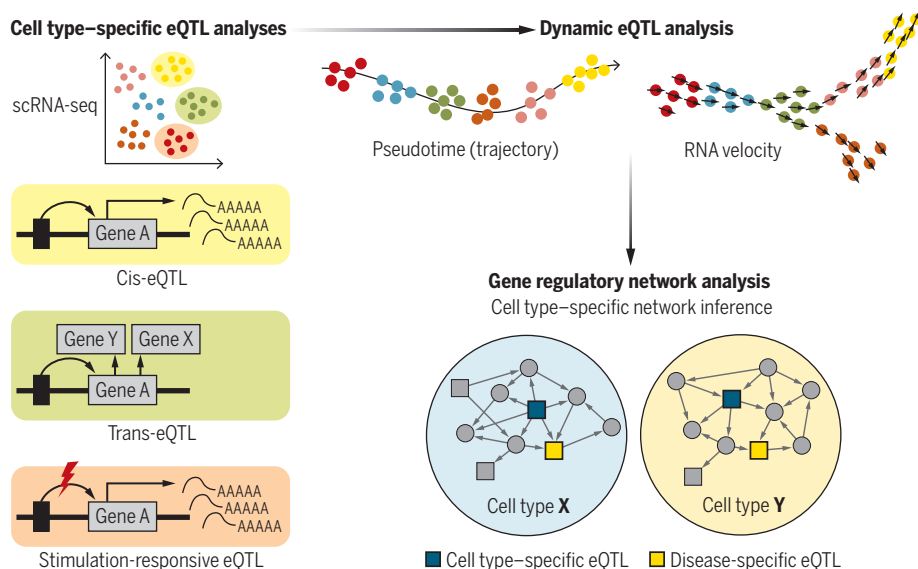 Cell type–specific eQTL analyses
scRNA-seq
Gene A
AAAAA
AAAAA
AAAAA
Cis-eQTL
Gene Y
Gene X
Gene A
Trans-eQTL
Gene A
AAAAA
AAAAA
AAAAA
Stimulation-responsive eQTL
Dynamic eQTL analysis
Pseudotime (trajectory)
RNA velocity
Gene regulatory network analysis
Cell type–specific network inference
Cell type X
Cell type Y
Cell type–specific eQTL
Disease-specific eQTL